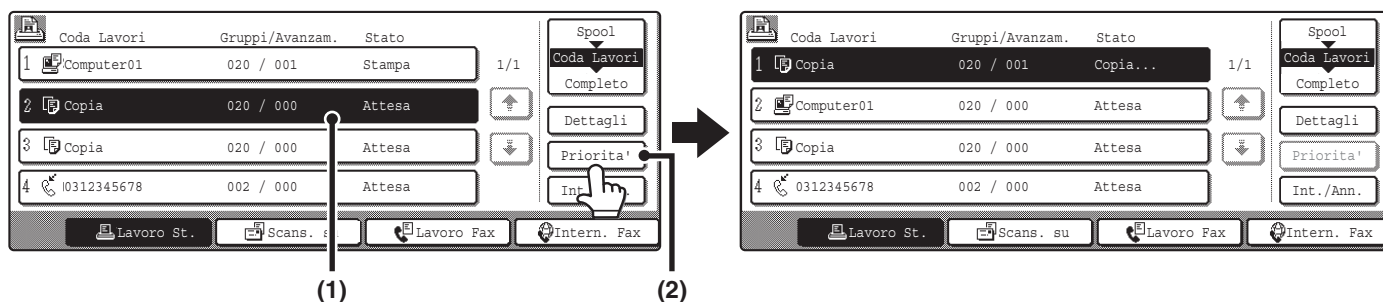 Coda Lavori Gruppi/Avanzam. Stato
1 Computer01 020 / 001 Stampa
2 Copia 020 / 000 Attesa
3 Copia 020 / 000 Attesa
4 0312345678 002 / 000 Attesa
1/1
Spool
Coda Lavori
Completo
Dettagli
Priorita'
Int
Lavoro St. Scans. su Lavoro Fax Intern. Fax
(1) (2)
Coda Lavori Gruppi/Avanzam. Stato
1 Copia 020 / 001 Copia...
2 Computer01 020 / 000 Attesa
3 Copia 020 / 000 Attesa
4 0312345678 002 / 000 Attesa
1/1
Spool
Coda Lavori
Completo
Dettagli
Priorita'
Int./Ann.
Lavoro St. Scans. su Lavoro Fax Intern. Fax